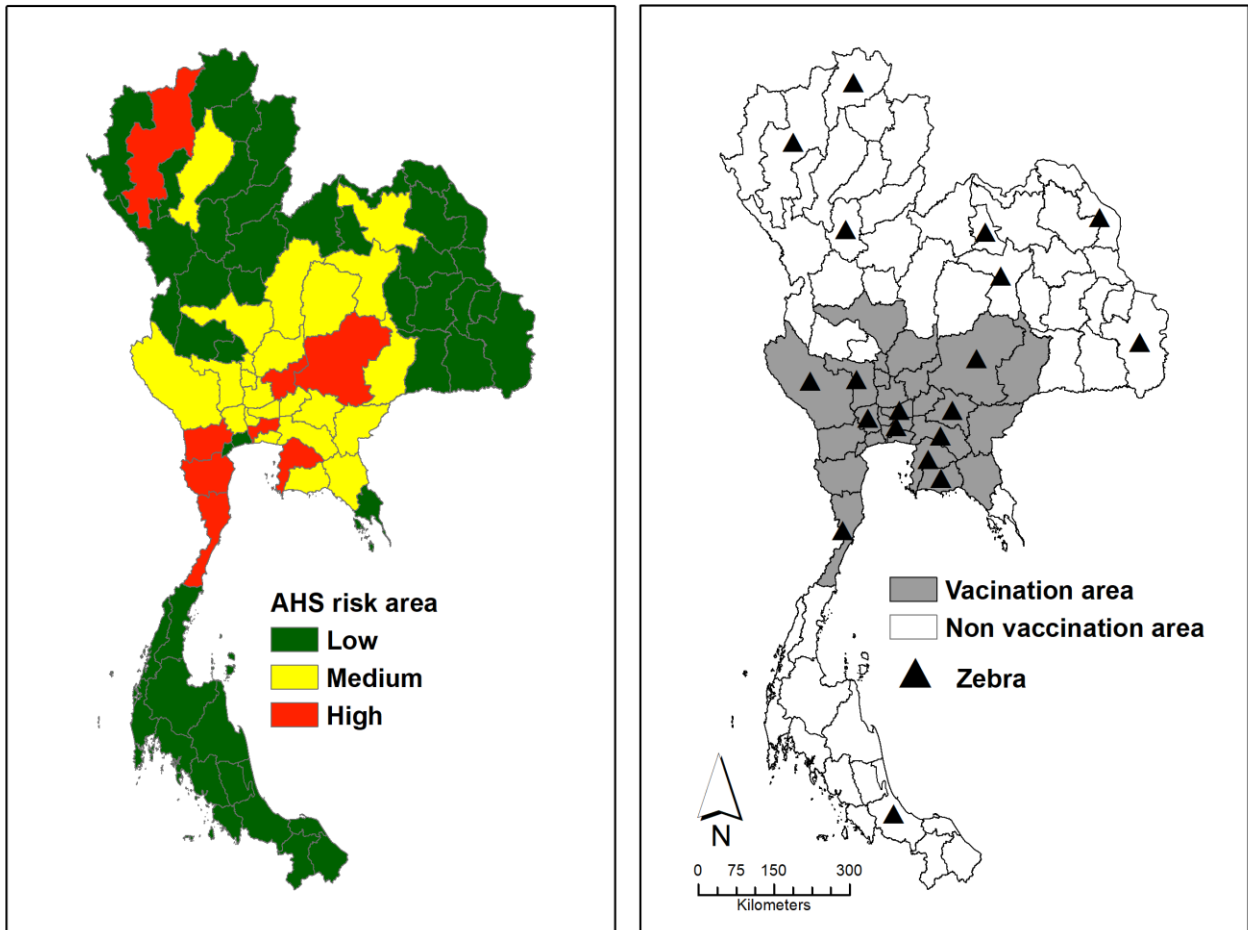 AHS risk area
Low
Medium
High
Vacination area
Non vaccination area
Zebra
N
0 75 150 300
Kilometers